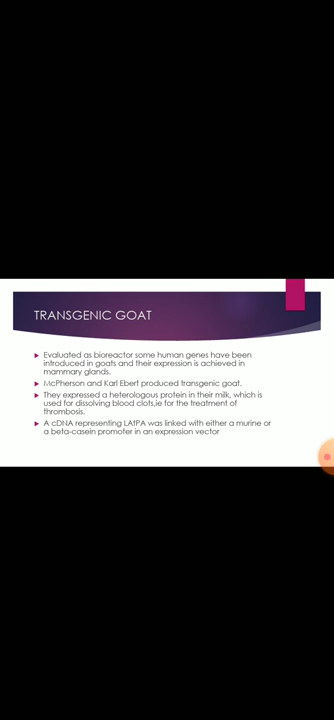 TRANSGENIC GOAT
Evaluated as bioreactor some human genes have been
introduced in goats and their expression is achieved in
mammary glands.
McPherson and Karl Ebert produced transgenic goat.
They expressed a heterologous protein in their milk, which is
used for dissolving blood clots,ie for the treatment of
thrombosis.
A cDNA representing LAtPA was linked with either a murine or
a beta-casein promoter in an expression vector